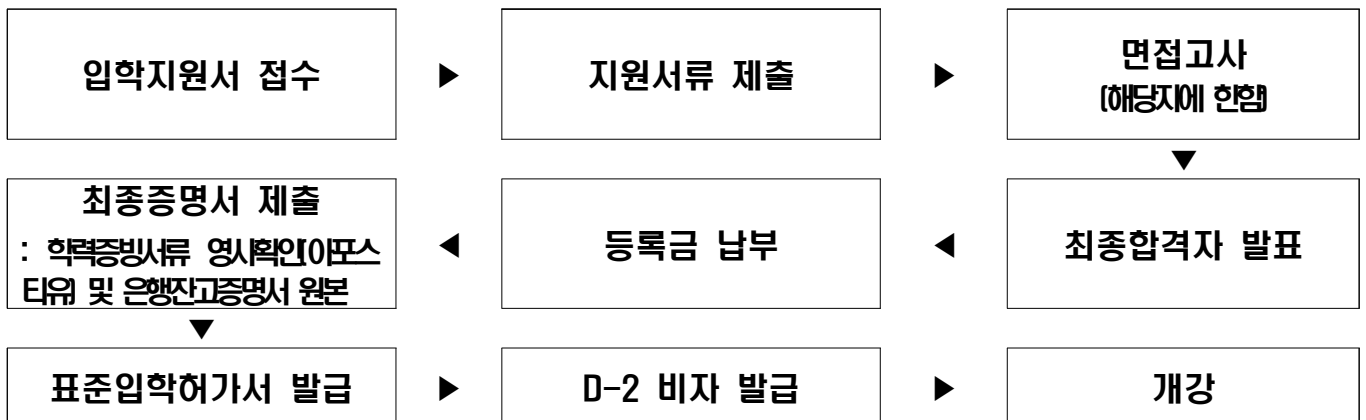 입학지원서 접수
▶
지원서류 제출
▶
면접고사
(해당자에 한함)
▼
최종합격자 발표
◀
등록금 납부
◀
최종증명서 제출
: 학력증빙서류 영사확인(아포스
티유) 및 은행잔고증명서 원본
▼
표준입학허가서 발급
▶
D-2 비자 발급
▶
개강